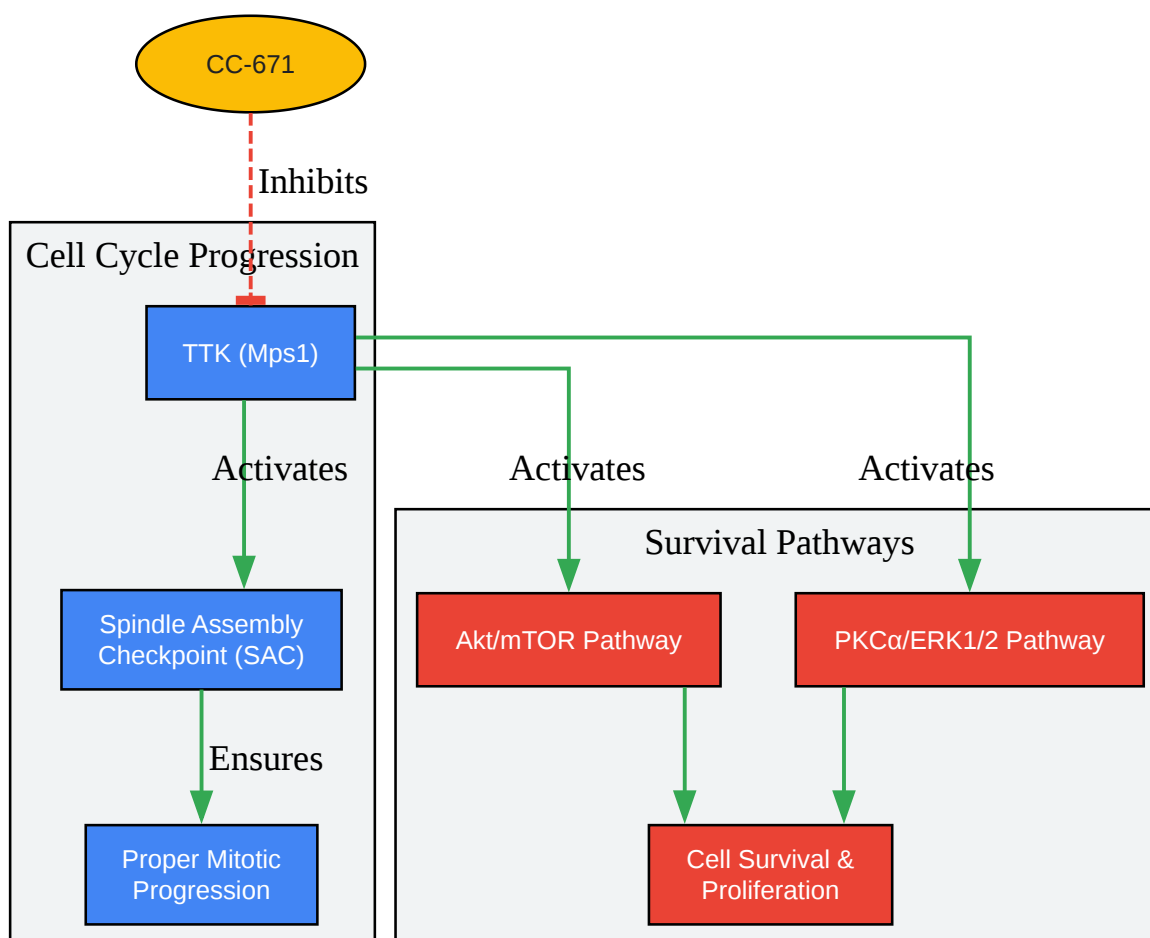 CC-671
Inhibits
Cell Cycle Progression
TTK (Mps1)
Activates
Activates
Activates
Survival Pathways
Spindle Assembly
Checkpoint (SAC)
Akt/mTOR Pathway
PKCα/ERK1/2 Pathway
Ensures
Proper Mitotic
Progression
Cell Survival &
Proliferation